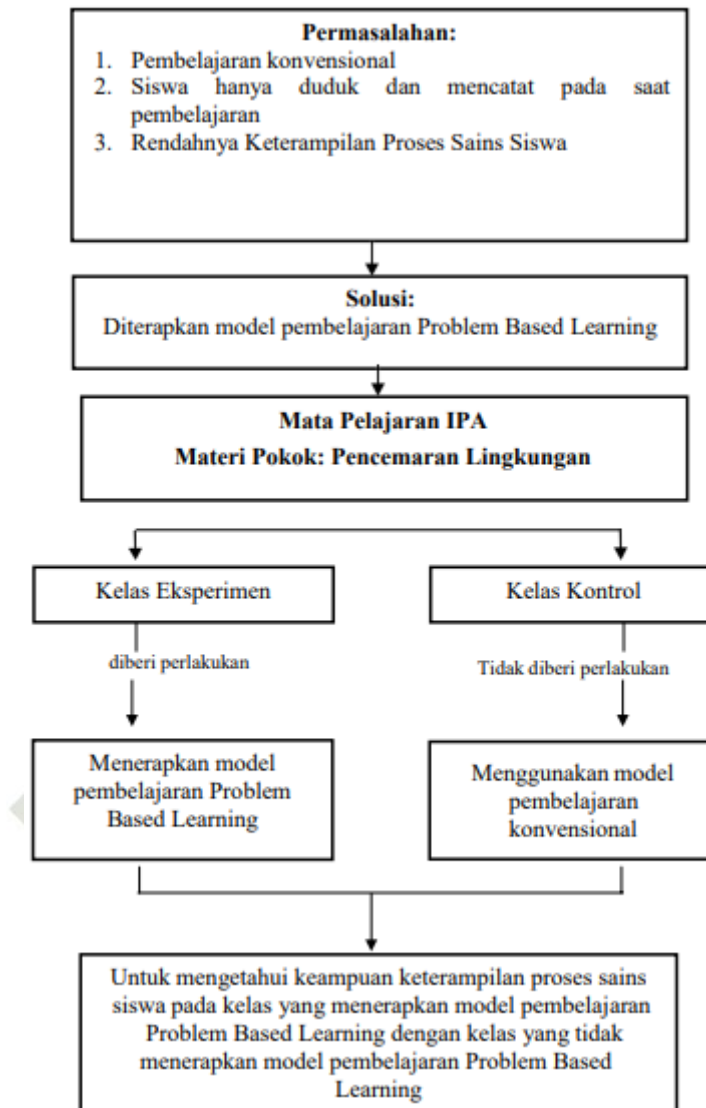 Permasalahan:
1. Pembelajaran konvensional
2. Siswa hanya duduk dan mencatat pada saat
pembelajaran
3. Rendahnya Keterampilan Proses Sains Siswa
Solusi:
Diterapkan model pembelajaran Problem Based Learning
Mata Pelajaran IPA
Materi Pokok: Pencemaran Lingkungan
Kelas Eksperimen
Kelas Kontrol
diberi perlakukan
Tidak diberi perlakukan
Menerapkan model
pembelajaran Problem
Based Learning
Menggunakan model
pembelajaran
konvensional
Untuk mengetahui keampuan keterampilan proses sains
siswa pada kelas yang menerapkan model pembelajaran
Problem Based Learning dengan kelas yang tidak
menerapkan model pembelajaran Problem Based
Learning